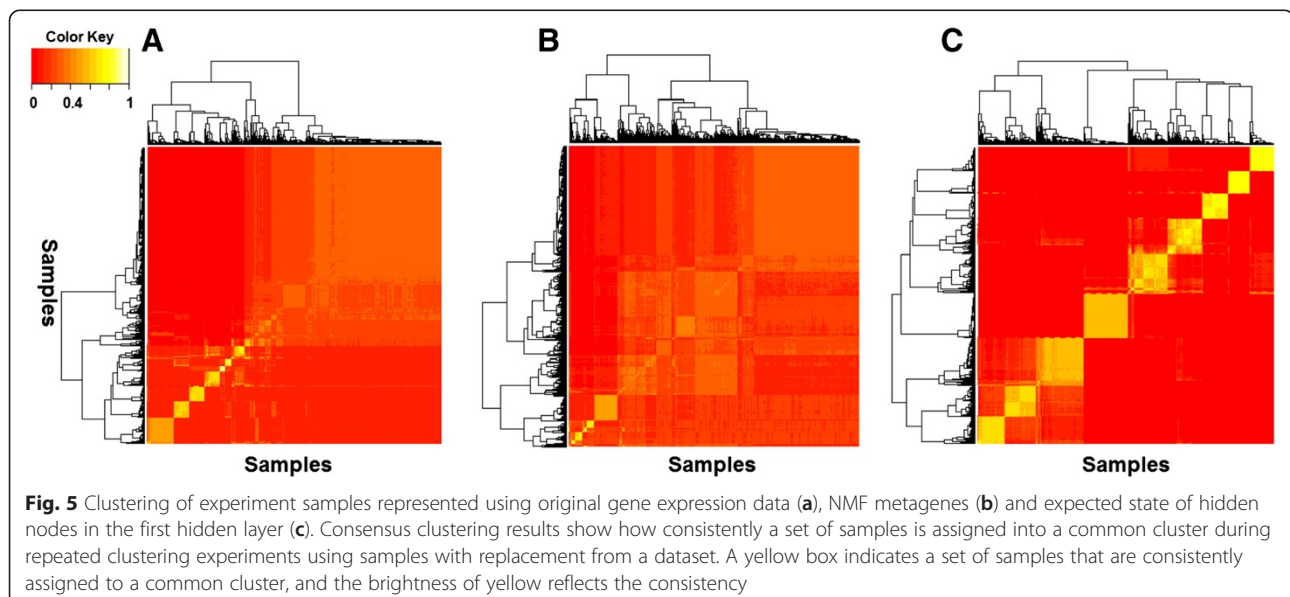 Color Key
0 0.4 1
A
B
C
Samples
Samples
Samples
Samples
Fig. 5 Clustering of experiment samples represented using original gene expression data (a), NMF metagenes (b) and expected state of hidden
nodes in the first hidden layer (c). Consensus clustering results show how consistently a set of samples is assigned into a common cluster during
repeated clustering experiments using samples with replacement from a dataset. A yellow box indicates a set of samples that are consistently
assigned to a common cluster, and the brightness of yellow reflects the consistency